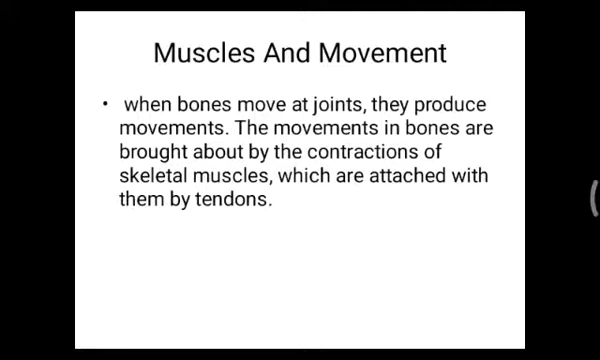 Muscles And Movement
• when bones move at joints, they produce
movements. The movements in bones are
brought about by the contractions of
skeletal muscles, which are attached with
them by tendons.